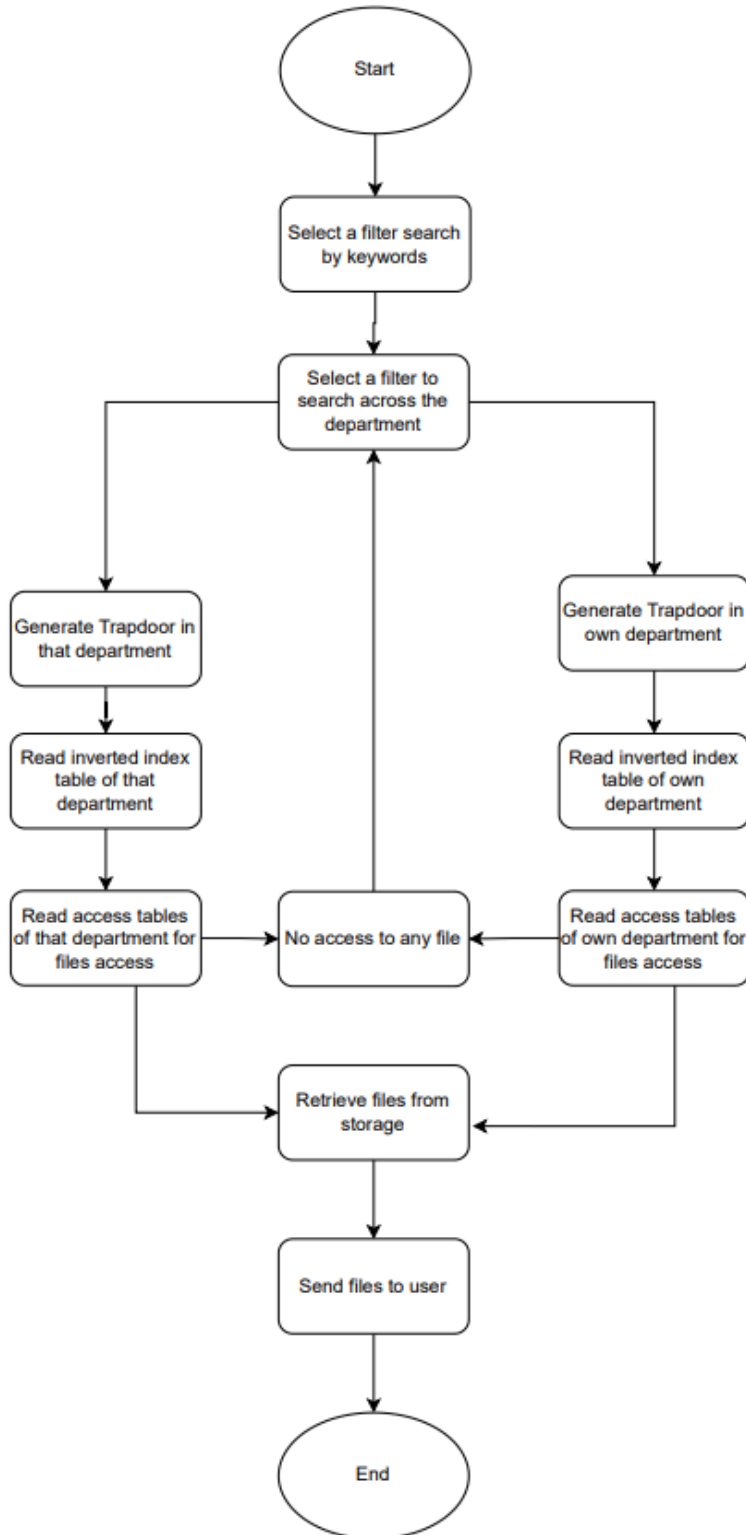 Start
Select a filter search
by keywords
Select a filter to
search across the
department
Generate Trapdoor in
that department
Generate Trapdoor in
own department
Read inverted index
table of that
department
Read inverted index
table of own
department
Read access tables
of that department for
files access
No access to any file
Read access tables
of own department for
files access
Retrieve files from
storage
Send files to user
End